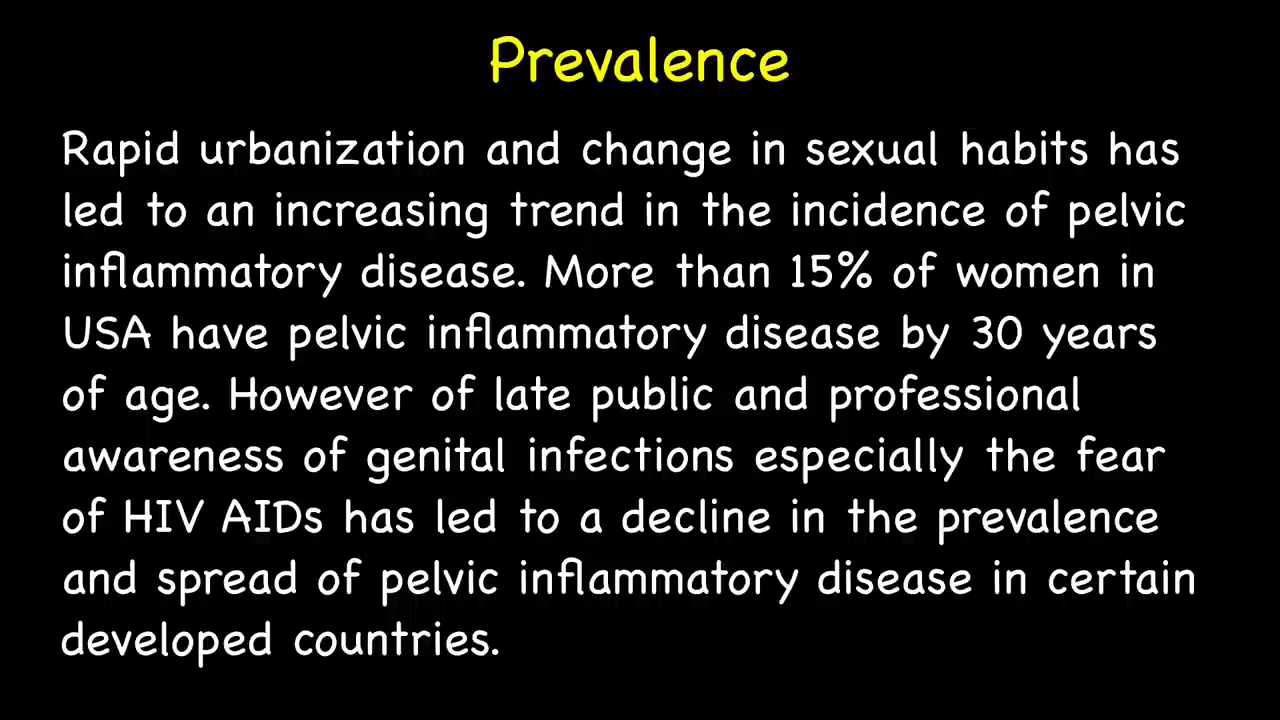 Prevalence
Rapid urbanization and change in sexual habits has
led to an increasing trend in the incidence of pelvic
inflammatory disease. More than 15% of women in
USA have pelvic inflammatory disease by 30 years
of age. However of late public and professional
awareness of genital infections especially the fear
of HIV AIDs has led to a decline in the prevalence
and spread of pelvic inflammatory disease in certain
developed countries.